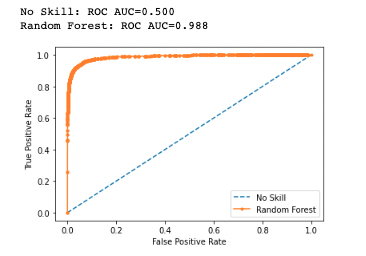 No Skill: ROC AUC=0.500
Random Forest: ROC AUC=0.988
1.0
0.8
0.6
0.4
0.2
0.0
True Positive Rate
No Skill
Random Forest
0.0 0.2 0.4 0.6 0.8 1.0
False Positive Rate